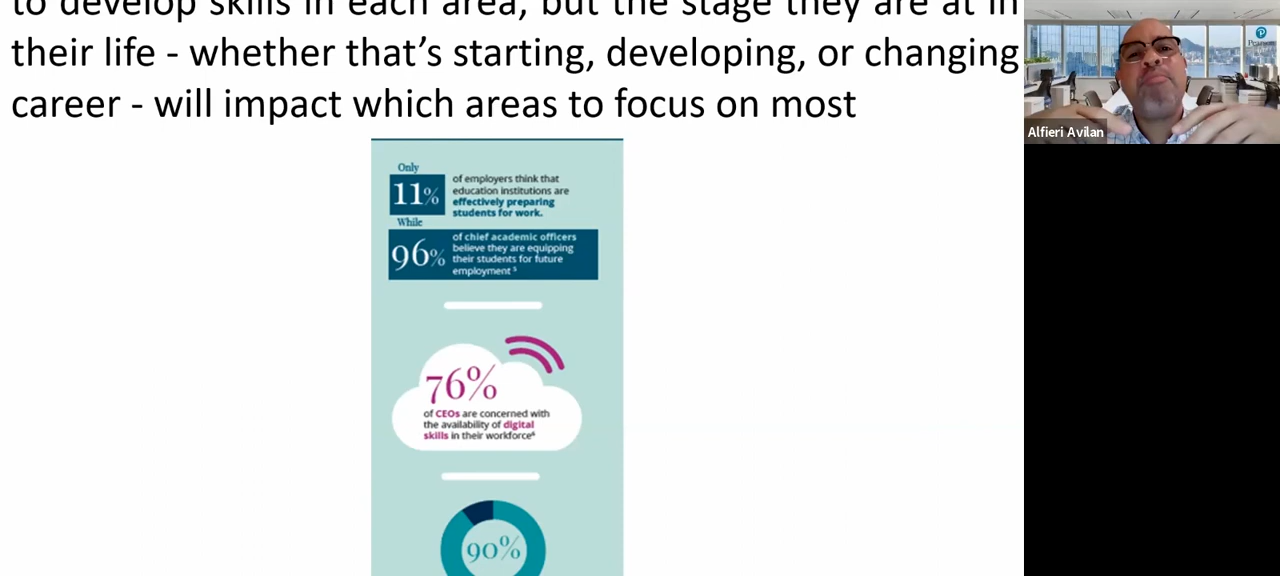 to develop skills in each area, but the stage they are at in
their life - whether that’s starting, developing, or changing
career - will impact which areas to focus on most
Only
11%
of employers think that
education institutions are
effectively preparing
students for work.
While
96%
of chief academic officers
believe they are equipping
their students for future
employment 5
76%
of CEOs are concerned with
the availability of digital
skills in their workforce6
90%
Alfieri Avilan